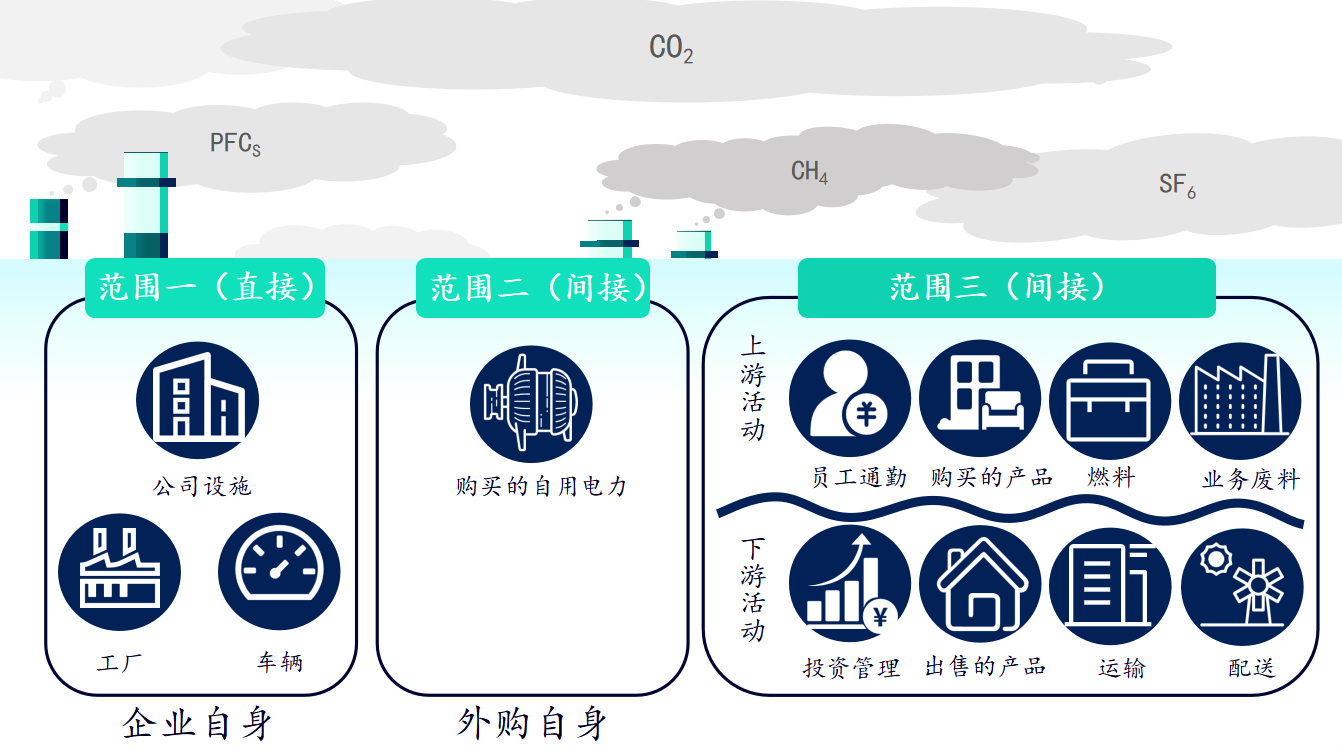 CO₂
PFCₛ
CH₄
SF₆
范围一（直接）
范围二（间接）
范围三（间接）
公司设施
工厂
车辆
企业自身
购买的自用电力
外购自身
上游活动
¥
员工通勤
购买的产品
燃料
业务废料
下游活动
¥
投资管理
出售的产品
运输
配送